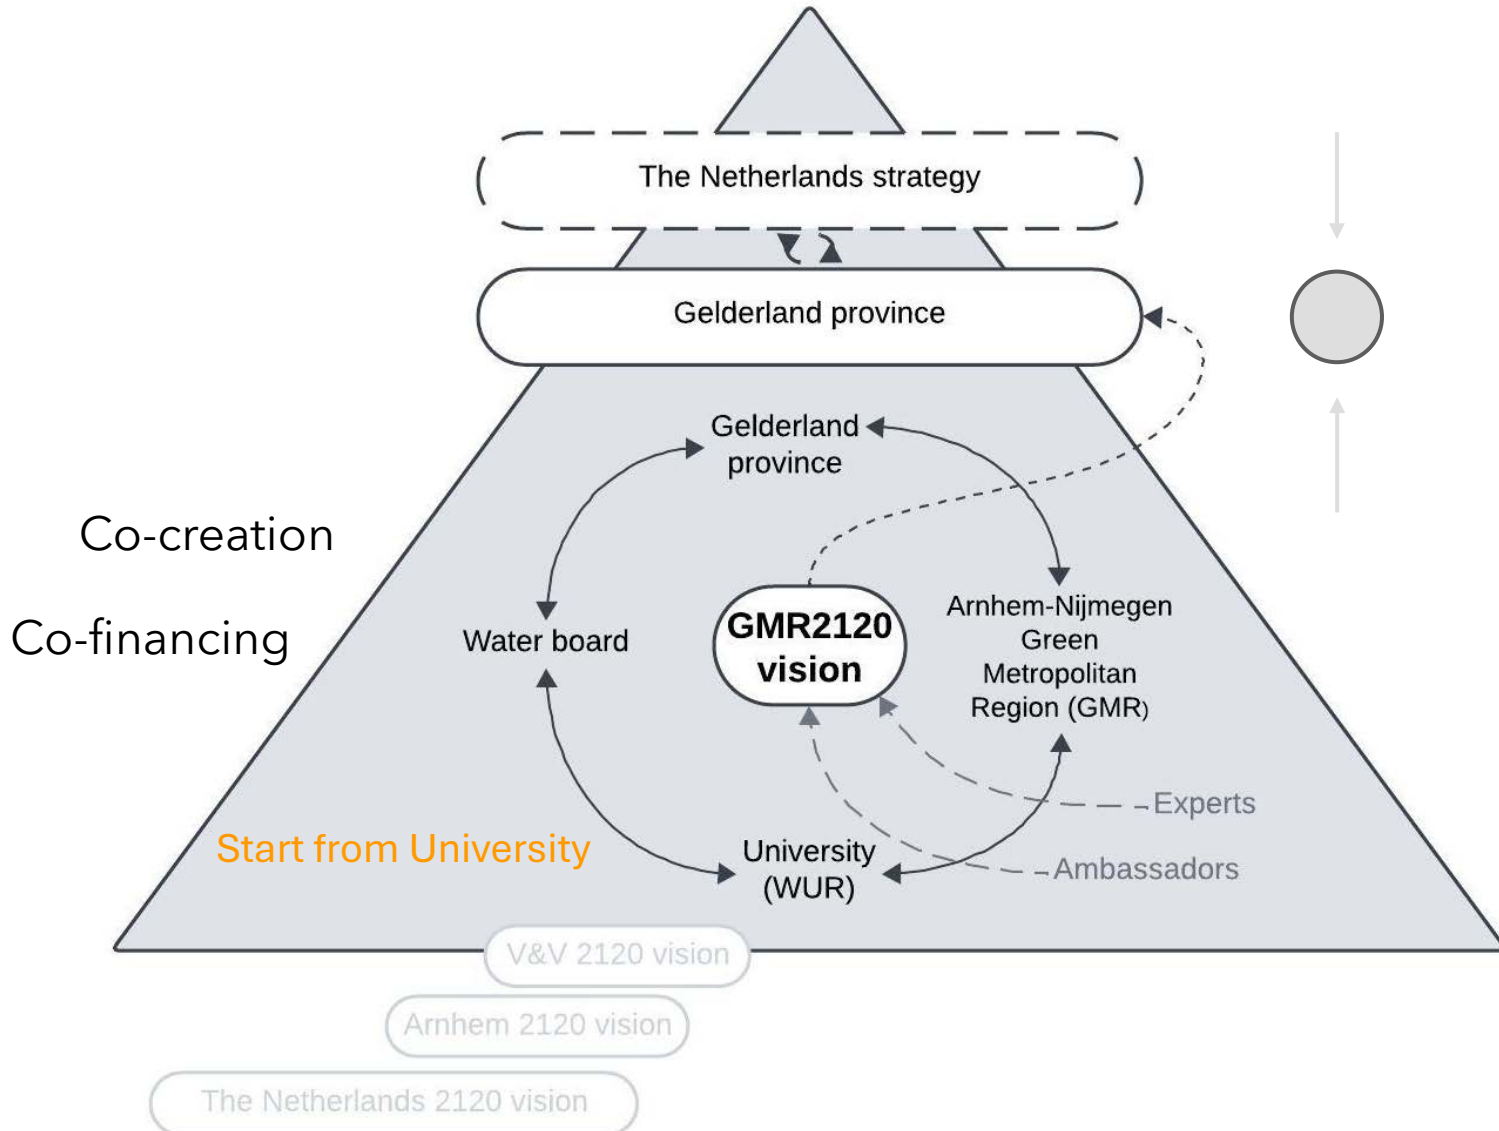 The Netherlands strategy
Gelderland province
Gelderland
province
Co-creation
Co-financing
Water board
GMR2120
vision
Arnhem-Nijmegen
Green
Metropolitan
Region (GMR)
Experts
Start from University
University
(WUR)
Ambassadors
V&V 2120 vision
Arnhem 2120 vision
The Netherlands 2120 vision